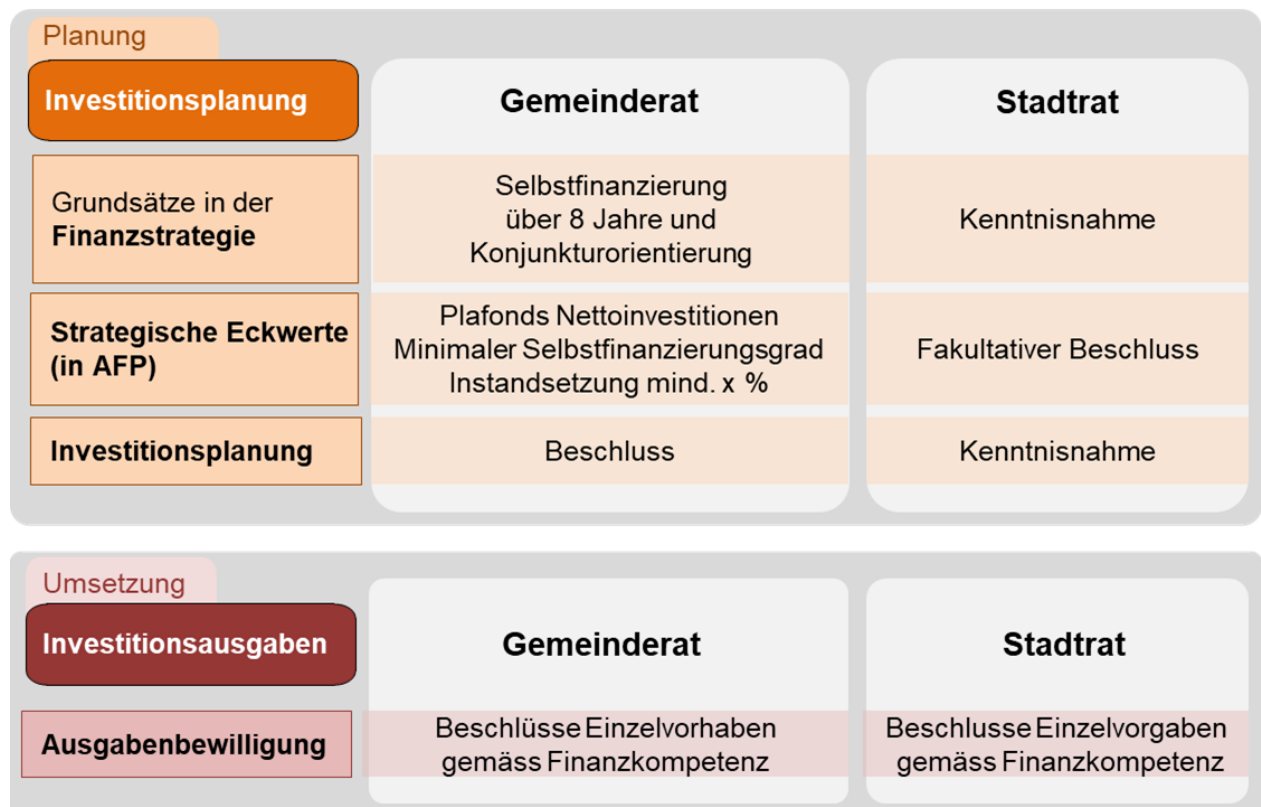 Planung
Investitionsplanung
Gemeinderat
Stadtrat
Grundsätze in der
Finanzstrategie
Selbstfinanzierung
über 8 Jahre und
Konjunkturorientierung
Kenntnisnahme
Strategische Eckwerte
(in AFP)
Plafonds Nettoinvestitionen
Minimaler Selbstfinanzierungsgrad
Instandsetzung mind. x %
Fakultativer Beschluss
Investitionsplanung
Beschluss
Kenntnisnahme
Umsetzung
Investitionsausgaben
Gemeinderat
Stadtrat
Ausgabenbewilligung
Beschlüsse Einzelvorhaben
gemäss Finanzkompetenz
Beschlusse Einzelvorgaben
gemäss Finanzkompetenz